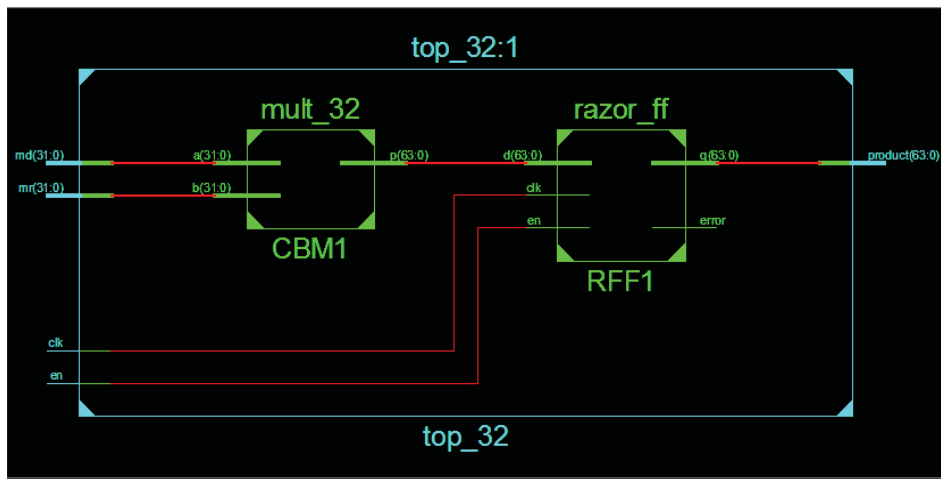 top_32:1
mult_32
razor_ff
md(31:0)
a(31:0)
p(63:0)
d(63:0)
q(63:0)
product(63:0)
mr(31:0)
b(31:0)
clk
en
error
CBM1
RFF1
clk
en
top_32